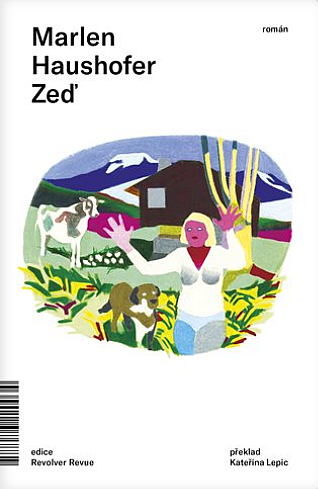 Marlen
Haushofer
Zeď
román
edice
Revolver Revue
překlad
Kateřina Lepic